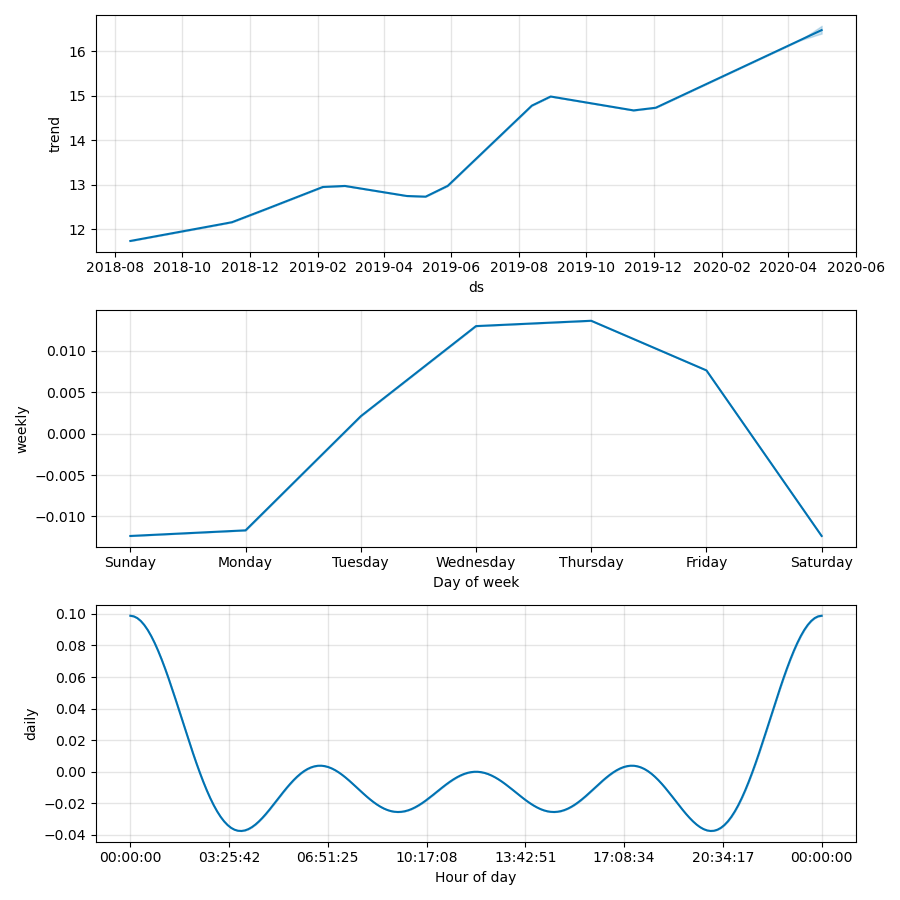 16
15
14
13
12
trend
2018-08 2018-10 2018-12 2019-02 2019-04 2019-06 2019-08 2019-10 2019-12 2020-02 2020-04 2020-06
ds
0.010
0.005
0.000
−0.005
−0.010
weekly
Sunday Monday Tuesday Wednesday Thursday Friday Saturday
Day of week
0.10
0.08
0.06
0.04
0.02
0.00
−0.02
−0.04
daily
00:00:00 03:25:42 06:51:25 10:17:08 13:42:51 17:08:34 20:34:17 00:00:00
Hour of day